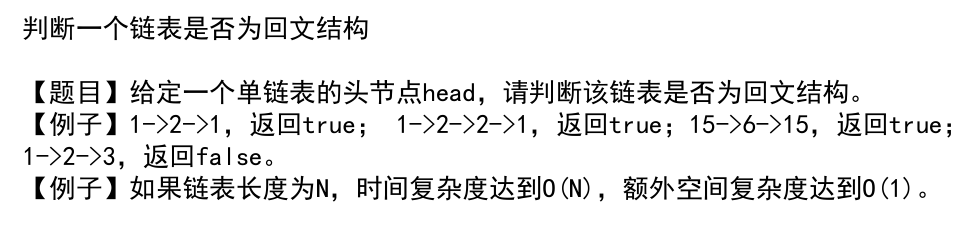 判断一个链表是否为回文结构
【题目】给定一个单链表的头节点head，请判断该链表是否为回文结构。
【例子】1->2->1，返回true； 1->2->2->1，返回true；15->6->15，返回true；
1->2->3，返回false。
【例子】如果链表长度为N，时间复杂度达到O(N)，额外空间复杂度达到O(1)。